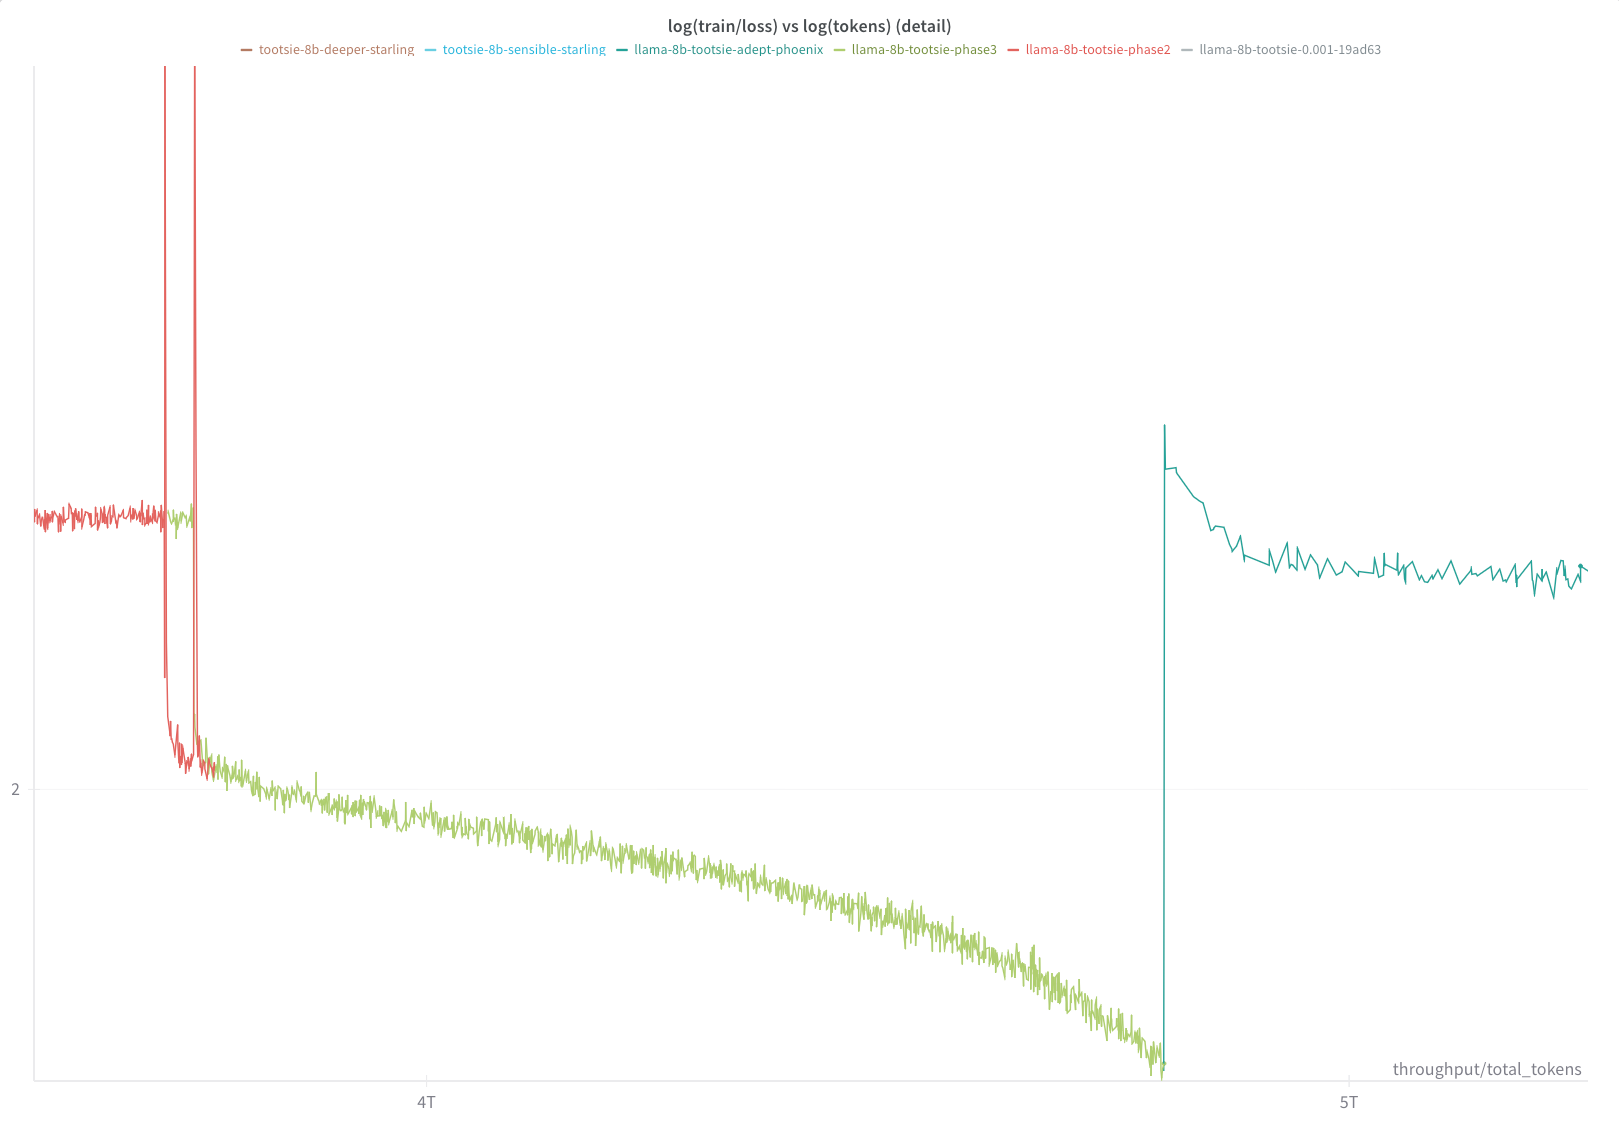 log(train/loss) vs log(tokens) (detail)
tootsie-8b-deeper-starling tootsie-8b-sensible-starling llama-8b-tootsie-adept-phoenix llama-8b-tootsie-phase3 llama-8b-tootsie-phase2 llama-8b-tootsie-0.001-19ad63
2
throughput/total_tokens
4T 5T